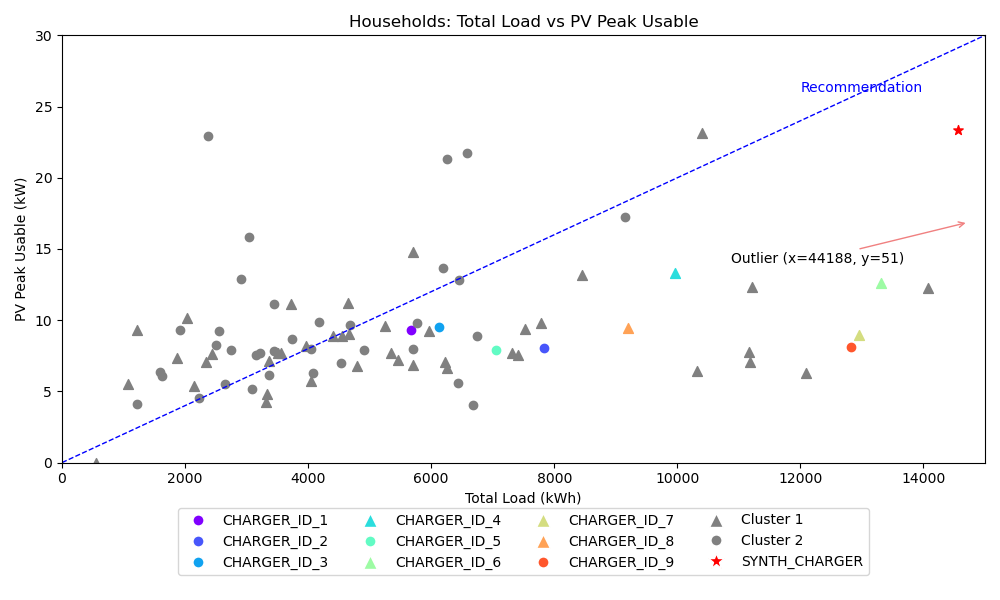 Households: Total Load vs PV Peak Usable
30
25
20
15
10
5
0
PV Peak Usable (kW)
Recommendation
Outlier (x=44188, y=51)
0 2000 4000 6000 8000 10000 12000 14000
Total Load (kWh)
CHARGER_ID_1 CHARGER_ID_4 CHARGER_ID_7 Cluster 1
CHARGER_ID_2 CHARGER_ID_5 CHARGER_ID_8 Cluster 2
CHARGER_ID_3 CHARGER_ID_6 CHARGER_ID_9 SYNTH_CHARGER